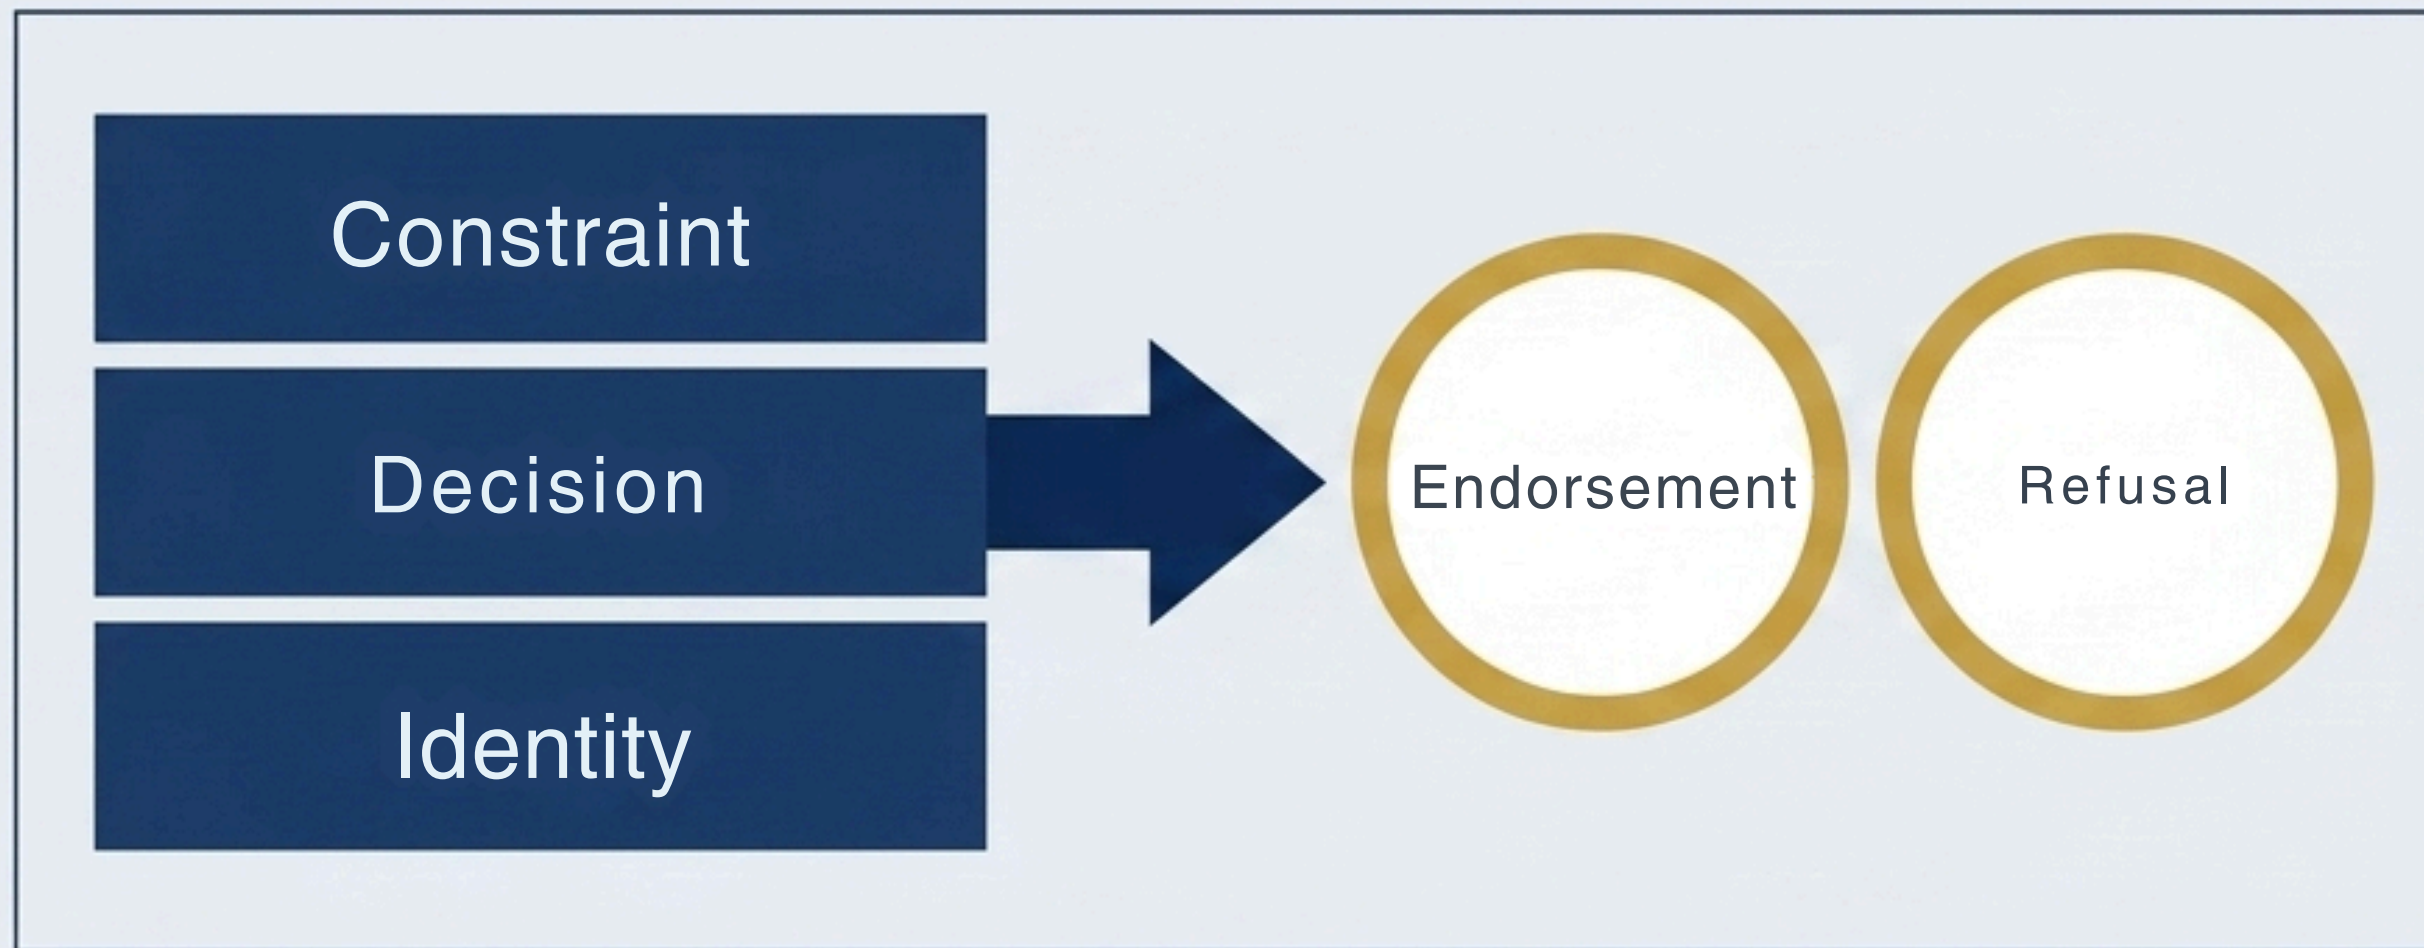 Constraint
Decision
Identity
Endorsement
Refusal